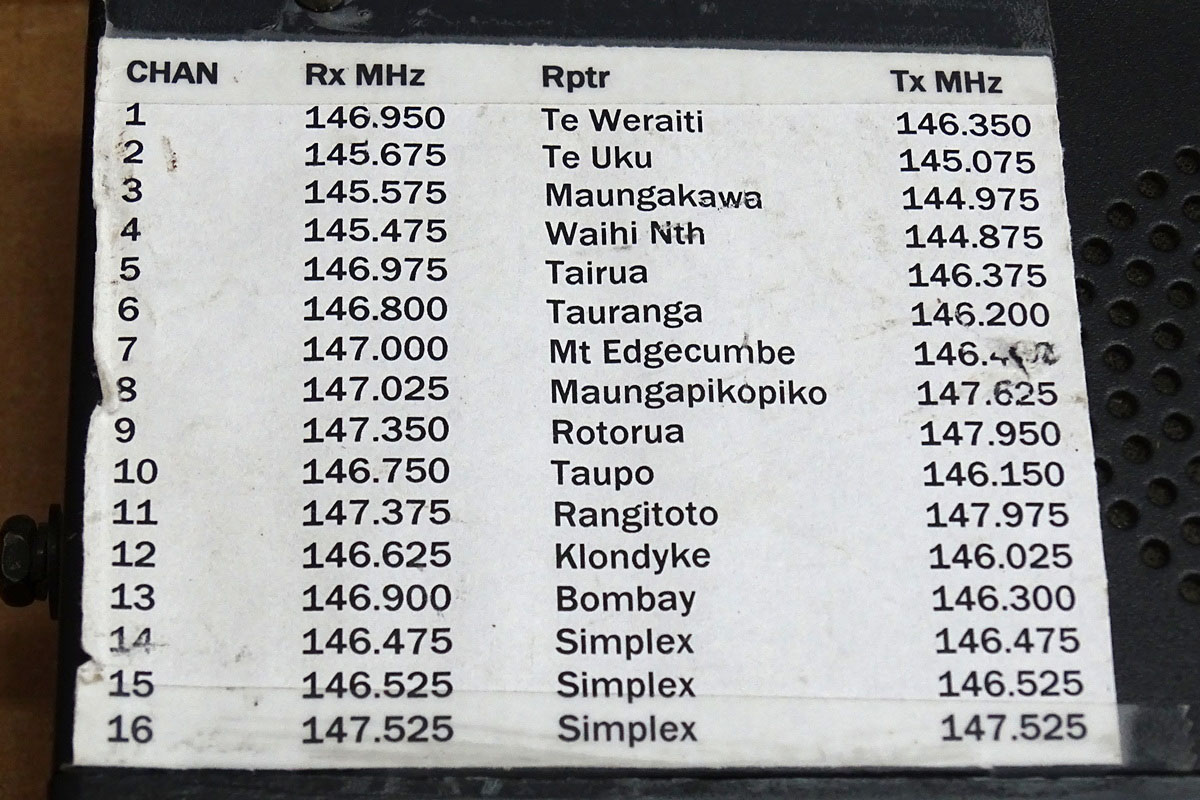 CHAN Rx MHz Rptr Tx MHz
1 146.950 Te Weraiti 146.350
2 145.675 Te Uku 145.075
3 145.575 Maungakawa 144.975
4 145.475 Waihi Nth 144.875
5 146.975 Tairua 146.375
6 146.800 Tauranga 146.200
7 147.000 Mt Edgecumbe
8 147.025 Maungapikopiko 147.625
9 147.350 Rotorua 147.950
10 146.750 Taupo 146.150
11 147.375 Rangitoto 147.975
12 146.625 Klondyke 146.025
13 146.900 Bombay 146.300
14 146.475 Simplex 146.475
15 146.525 Simplex 146.525
16 147.525 Simplex 147.525